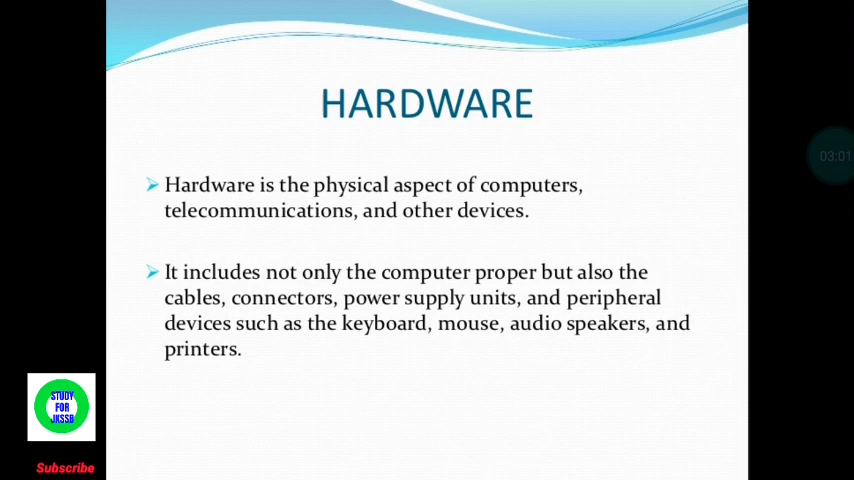 HARDWARE
Hardware is the physical aspect of computers,
telecommunications, and other devices.
It includes not only the computer proper but also the
cables, connectors, power supply units, and peripheral
devices such as the keyboard, mouse, audio speakers, and
printers.
03:01
STUDY
FOR
JKSSB
Subscribe